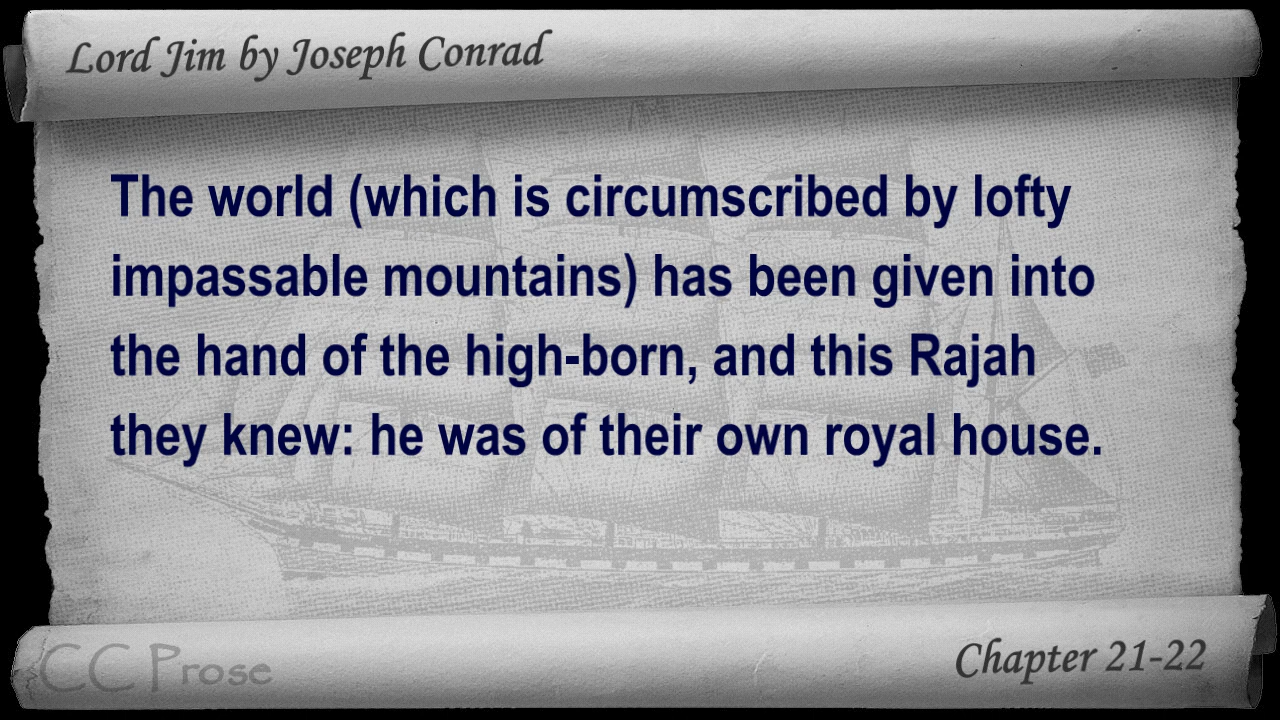 Lord Jim by Joseph Conrad
The world (which is circumscribed by lofty
impassable mountains) has been given into
the hand of the high-born, and this Rajah
they knew: he was of their own royal house.
CC Prose
Chapter 21-22